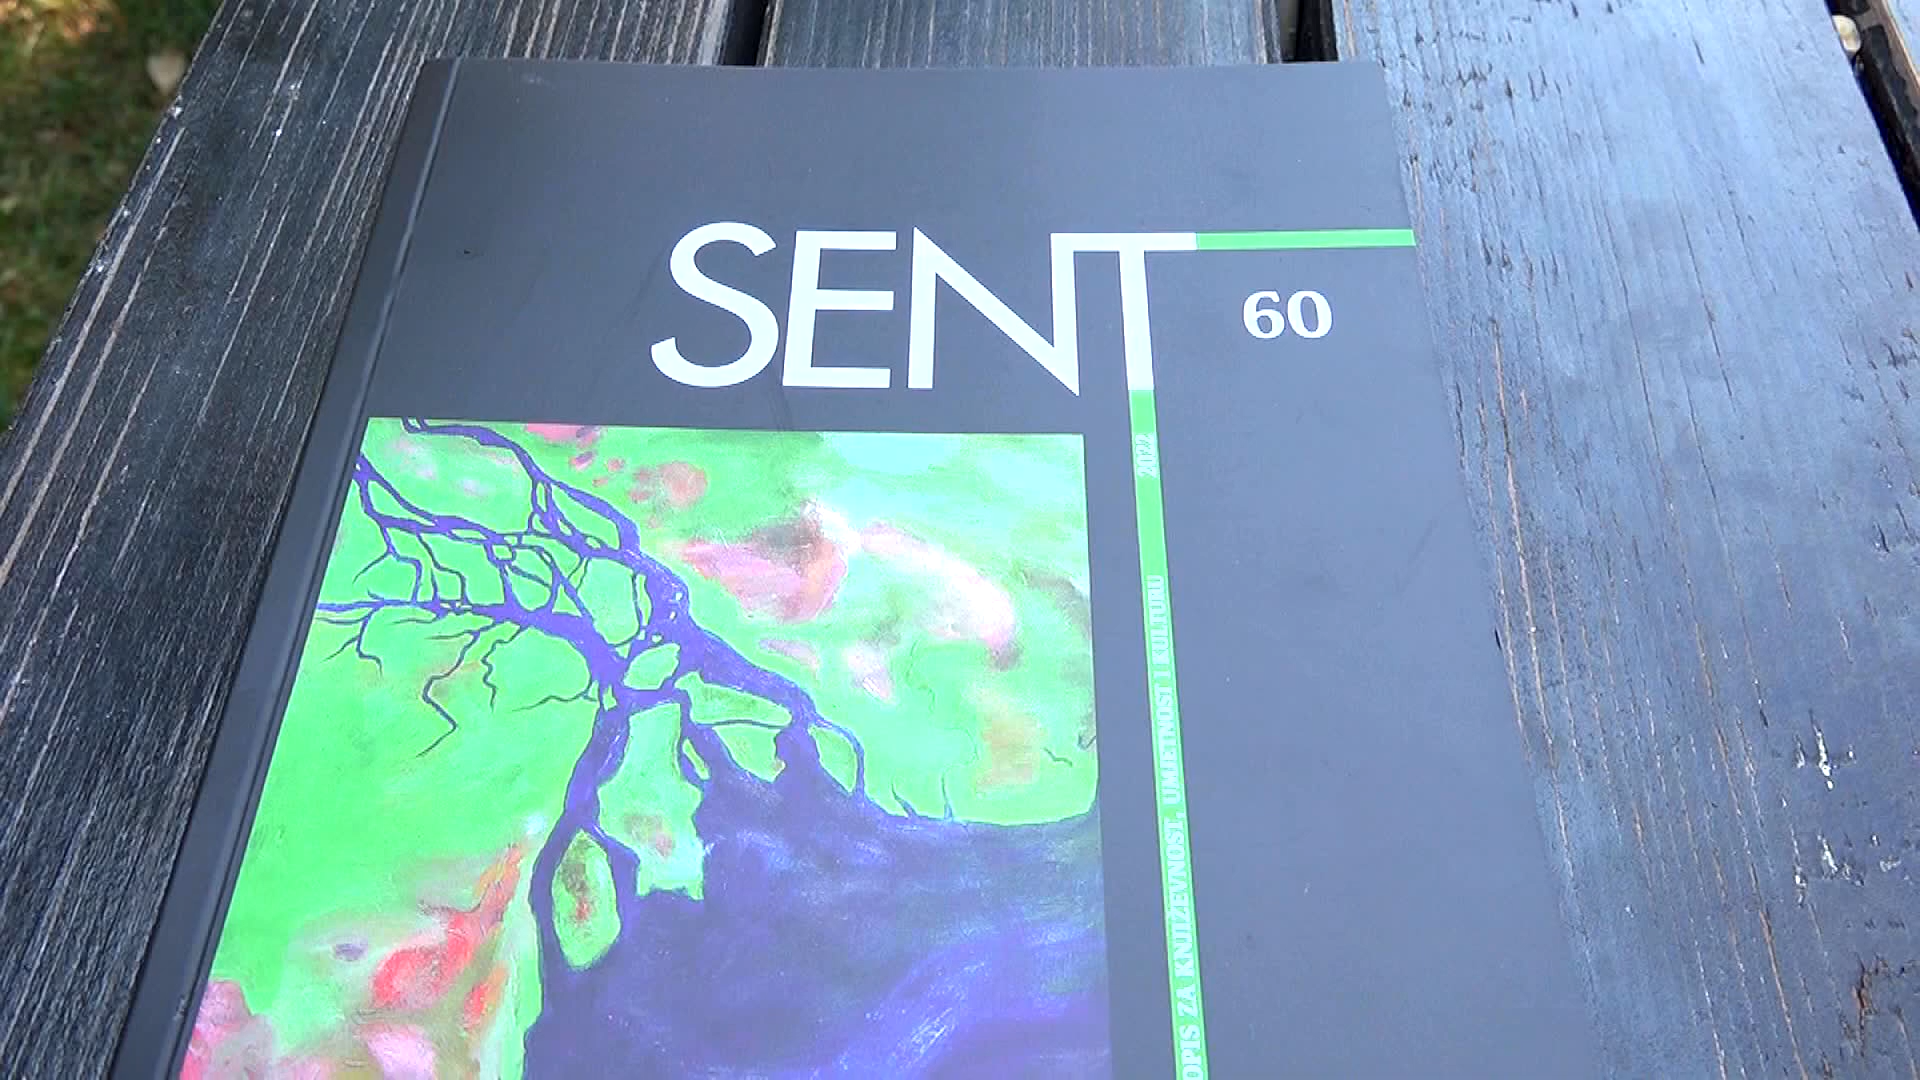 SENT
60
2022
OPIS ZA KNJIŽEVNOST, UMJETNOST I KULTURU